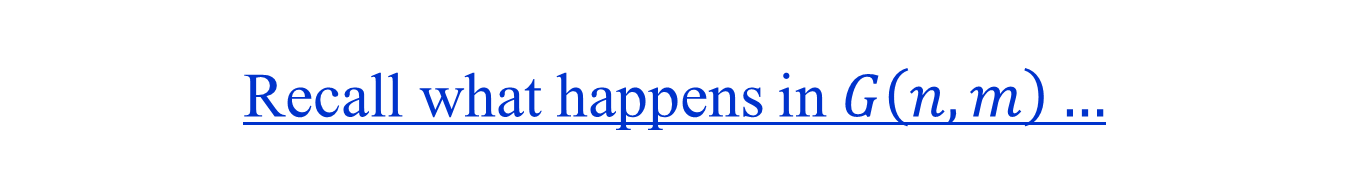 Recall what happens in G(n, m) ...